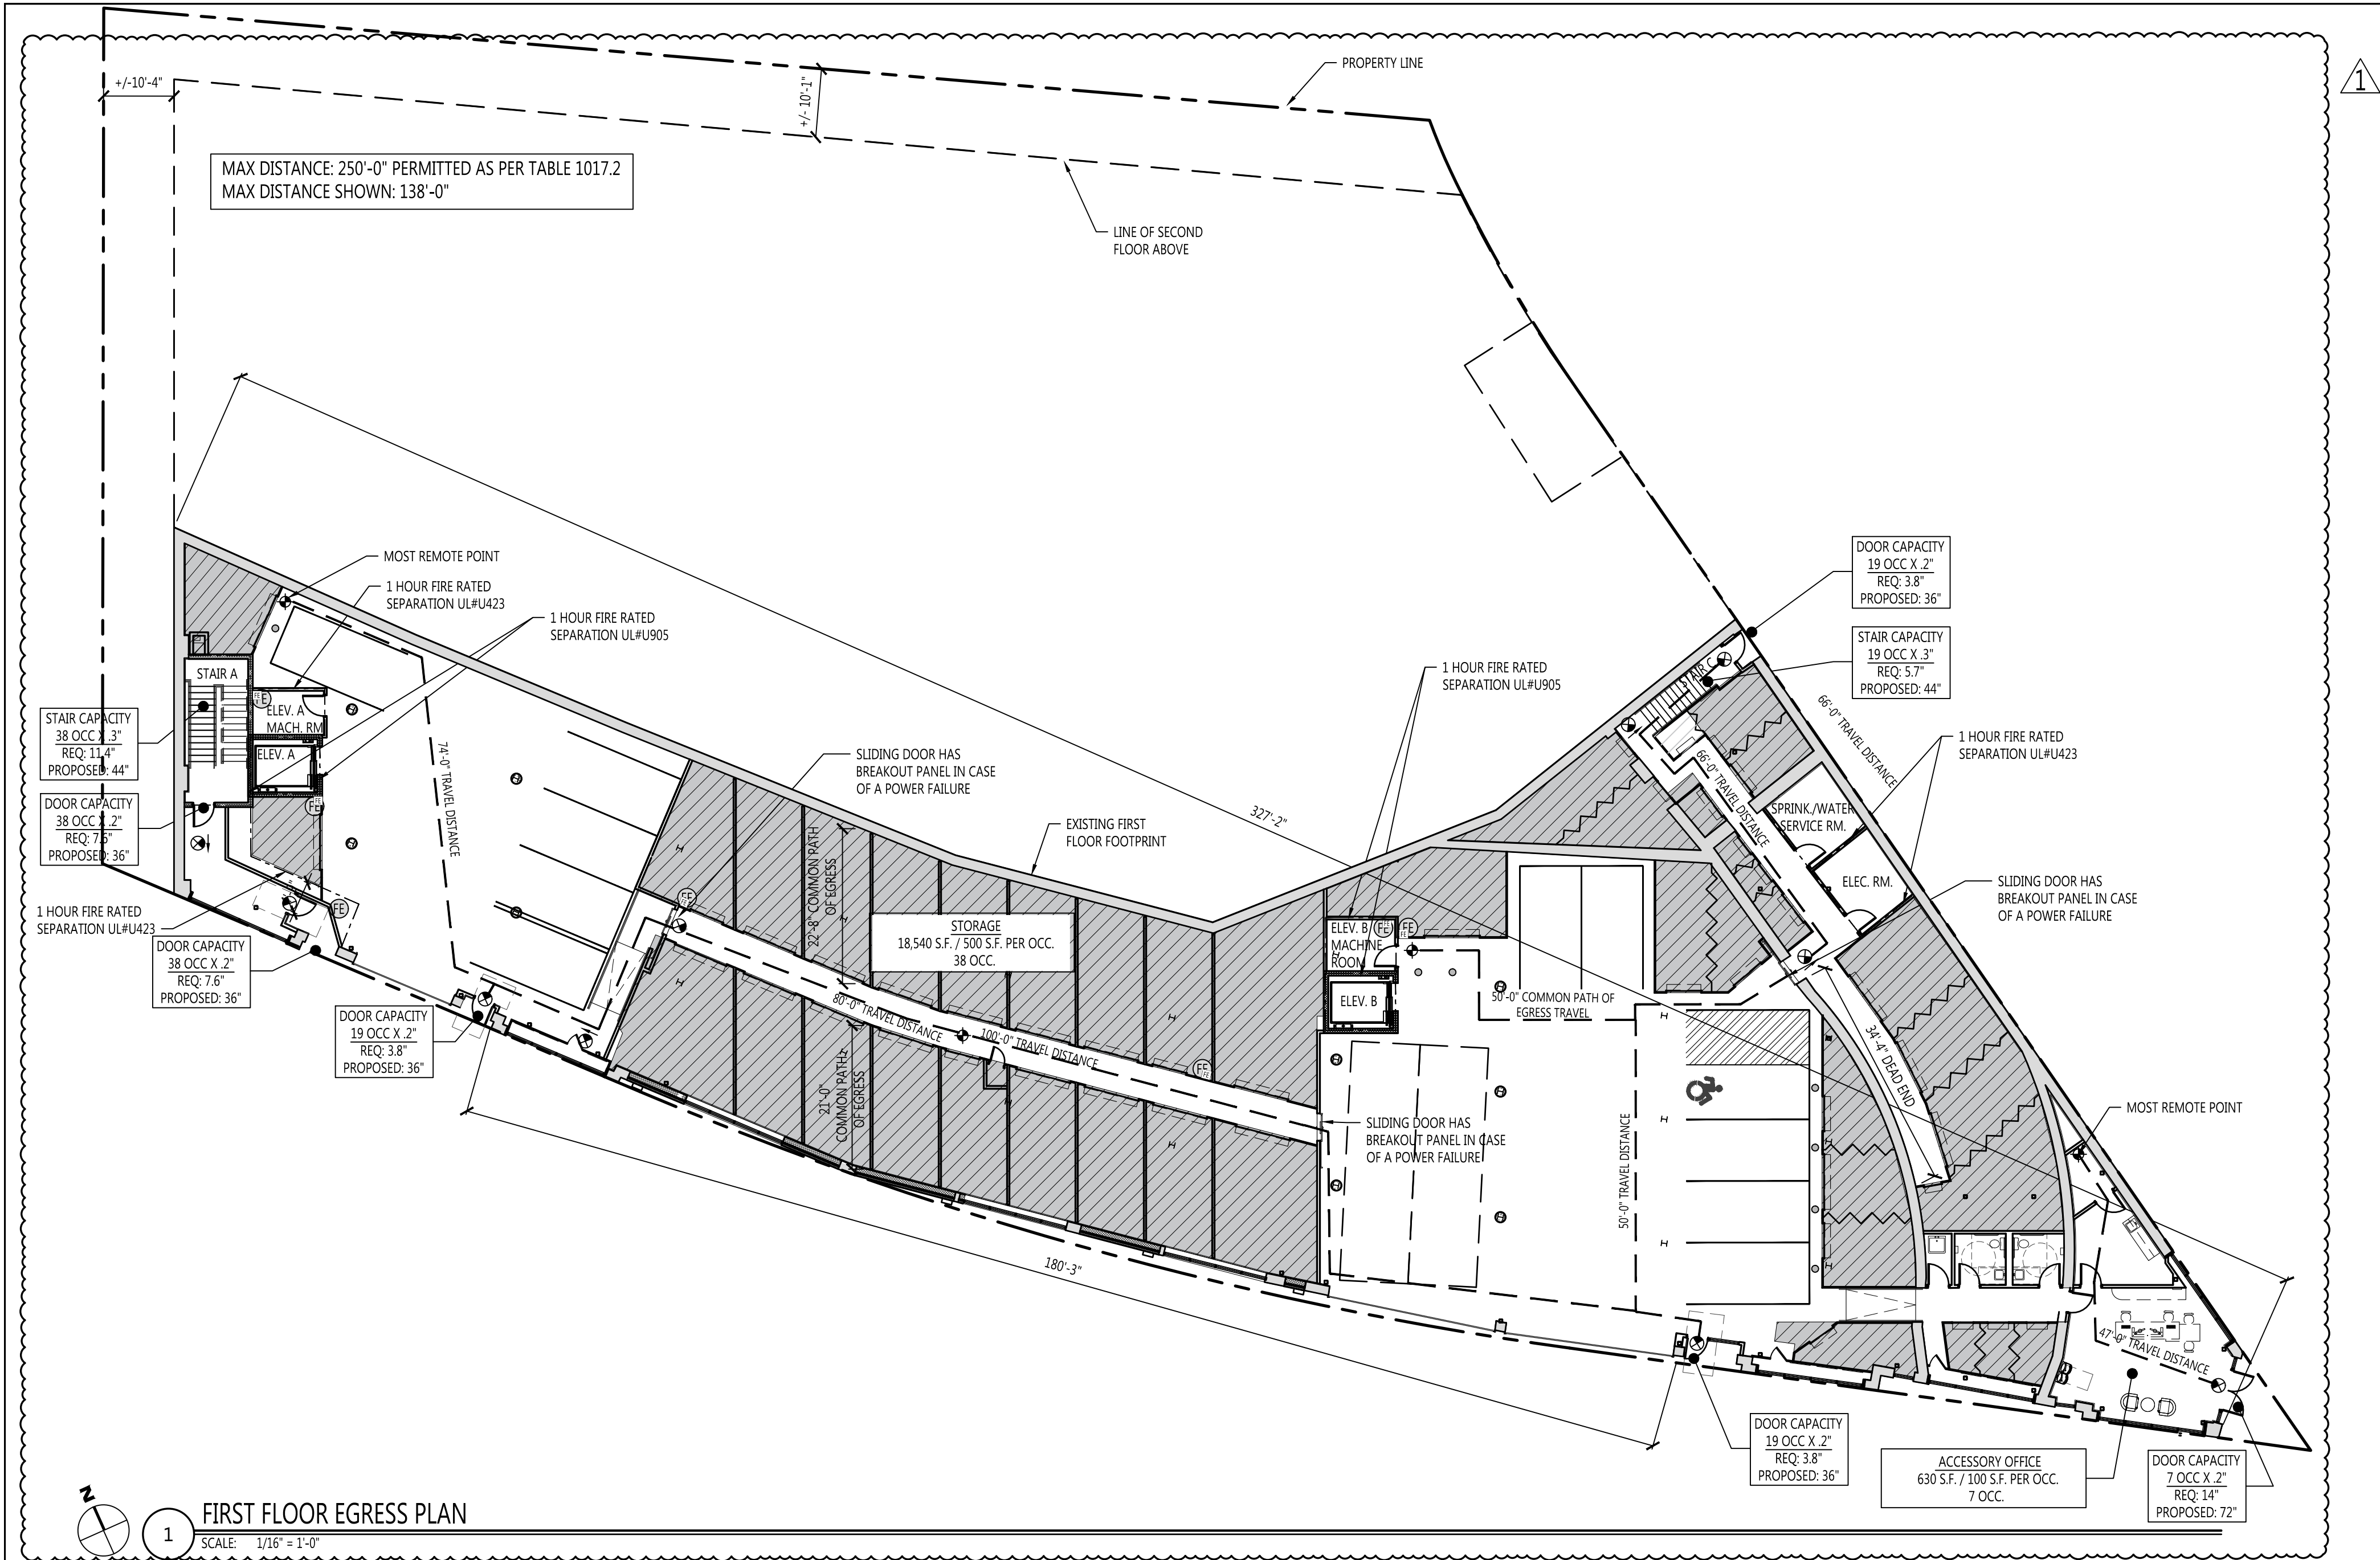 +/-10'-4"
+/- 10'-1"
PROPERTY LINE
1
MAX DISTANCE: 250'-0" PERMITTED AS PER TABLE 1017.2
MAX DISTANCE SHOWN: 138'-0"
LINE OF SECOND
FLOOR ABOVE
MOST REMOTE POINT
1 HOUR FIRE RATED
SEPARATION UL#U423
1 HOUR FIRE RATED
SEPARATION UL#U905
STAIR A
ELEV. A
MACH. RM
ELEV. A
FE
FE
FE
STAIR CAPACITY
38 OCC X .3"
REQ: 11.4"
PROPOSED: 44"
DOOR CAPACITY
38 OCC X .2"
REQ: 7.6"
PROPOSED: 36"
1 HOUR FIRE RATED
SEPARATION UL#U423
DOOR CAPACITY
38 OCC X .2"
REQ: 7.6"
PROPOSED: 36"
74'-0" TRAVEL DISTANCE
DOOR CAPACITY
19 OCC X .2"
REQ: 3.8"
PROPOSED: 36"
SLIDING DOOR HAS
BREAKOUT PANEL IN CASE
OF A POWER FAILURE
FE
EXISTING FIRST
FLOOR FOOTPRINT
327'-2"
22'-8" COMMON PATH
OF EGRESS
STORAGE
18,540 S.F. / 500 S.F. PER OCC.
38 OCC.
80'-0" TRAVEL DISTANCE
100'-0" TRAVEL DISTANCE
21'-0"
COMMON PATH
OF EGRESS
FE
180'-3"
1 HOUR FIRE RATED
SEPARATION UL#U905
ELEV. B
MACHINE
ROOM
FE
FE
ELEV. B
50'-0" COMMON PATH OF
EGRESS TRAVEL
SLIDING DOOR HAS
BREAKOUT PANEL IN CASE
OF A POWER FAILURE
50'-0" TRAVEL DISTANCE
DOOR CAPACITY
19 OCC X .2"
REQ: 3.8"
PROPOSED: 36"
STAIR CAPACITY
19 OCC X .3"
REQ: 5.7"
PROPOSED: 44"
STAIR C
66'-0" TRAVEL DISTANCE
66'-0" TRAVEL DISTANCE
1 HOUR FIRE RATED
SEPARATION UL#U423
SPRINK./WATER
SERVICE RM.
ELEC. RM.
SLIDING DOOR HAS
BREAKOUT PANEL IN CASE
OF A POWER FAILURE
34'-4" DEAD END
MOST REMOTE POINT
47'-0" TRAVEL DISTANCE
DOOR CAPACITY
19 OCC X .2"
REQ: 3.8"
PROPOSED: 36"
ACCESSORY OFFICE
630 S.F. / 100 S.F. PER OCC.
7 OCC.
DOOR CAPACITY
7 OCC X .2"
REQ: 14"
PROPOSED: 72"
N
1
FIRST FLOOR EGRESS PLAN
SCALE: 1/16" = 1'-0"